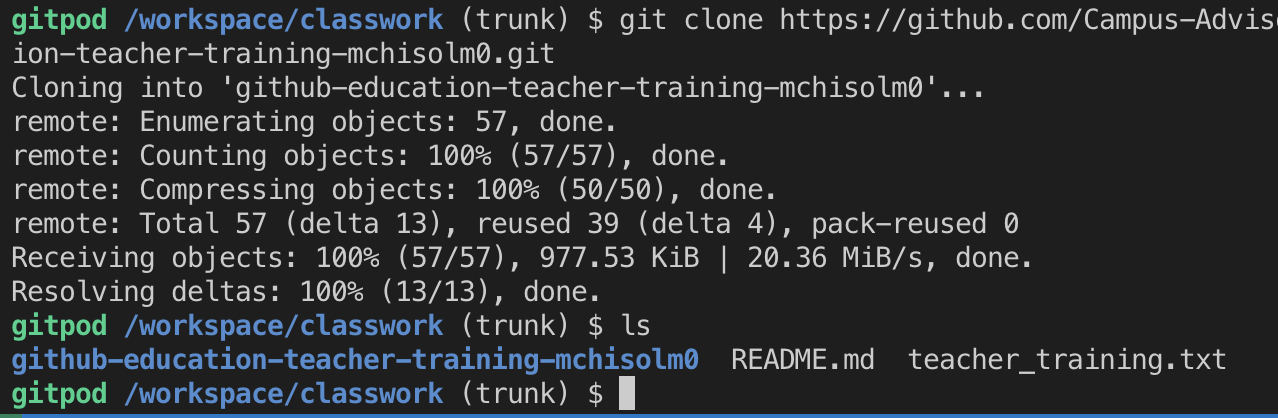 gitpod /workspace/classwork (trunk) $ git clone https://github.com/Campus-Advis
ion-teacher-training-mchisolm0.git
Cloning into 'github-education-teacher-training-mchisolm0'...
remote: Enumerating objects: 57, done.
remote: Counting objects: 100% (57/57), done.
remote: Compressing objects: 100% (50/50), done.
remote: Total 57 (delta 13), reused 39 (delta 4), pack-reused 0
Receiving objects: 100% (57/57), 977.53 KiB | 20.36 MiB/s, done.
Resolving deltas: 100% (13/13), done.
gitpod /workspace/classwork (trunk) $ ls
github-education-teacher-training-mchisolm0  README.md  teacher_training.txt
gitpod /workspace/classwork (trunk) $